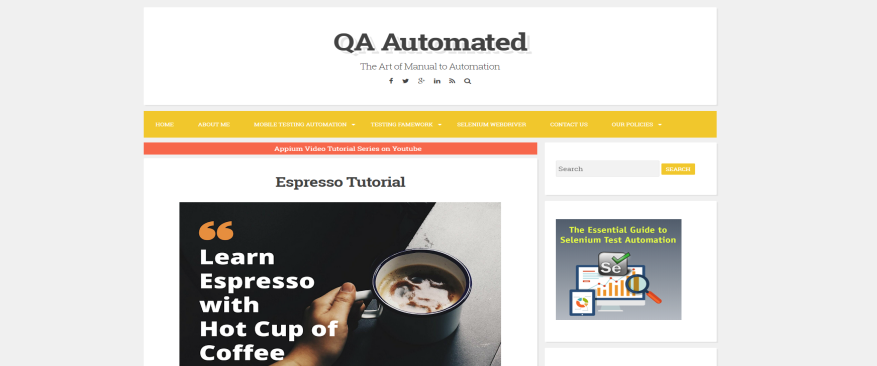 QA Automated
The Art of Manual to Automation
HOME ABOUT ME MOBILE TESTING AUTOMATION TESTING FAMEWORK SELENIUM WEBDRIVER CONTACT US OUR POLICIES
Appium Video Tutorial Series on Youtube
Espresso Tutorial
Learn
Espresso
with
Hot Cup of
Coffee
Search SEARCH
The Essential Guide to
Selenium Test Automation
Se